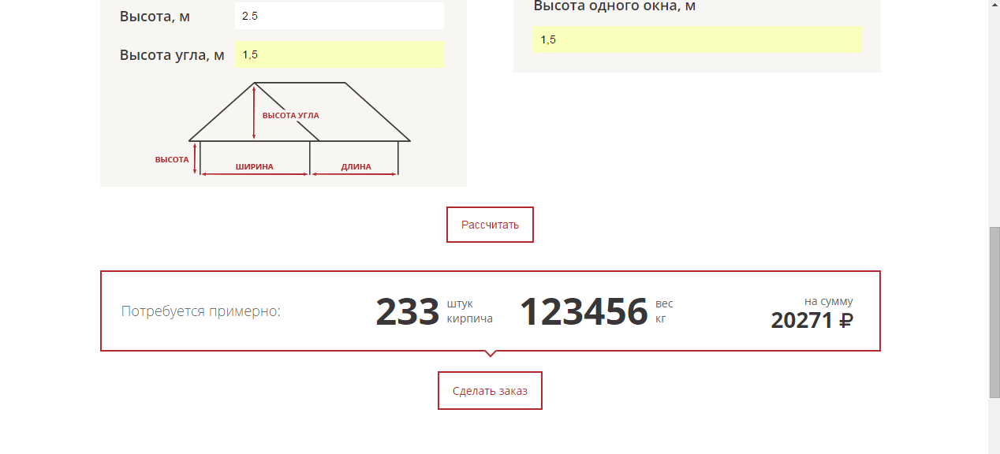 Высота, м
2.5
Высота угла, м
1,5
ВЫСОТА УГЛА
ВЫСОТА
ШИРИНА
ДЛИНА
Высота одного окна, м
1,5
Рассчитать
Потребуется примерно:
233 штук кирпича
123456 вес кг
на сумму
20271 ₽
Сделать заказ